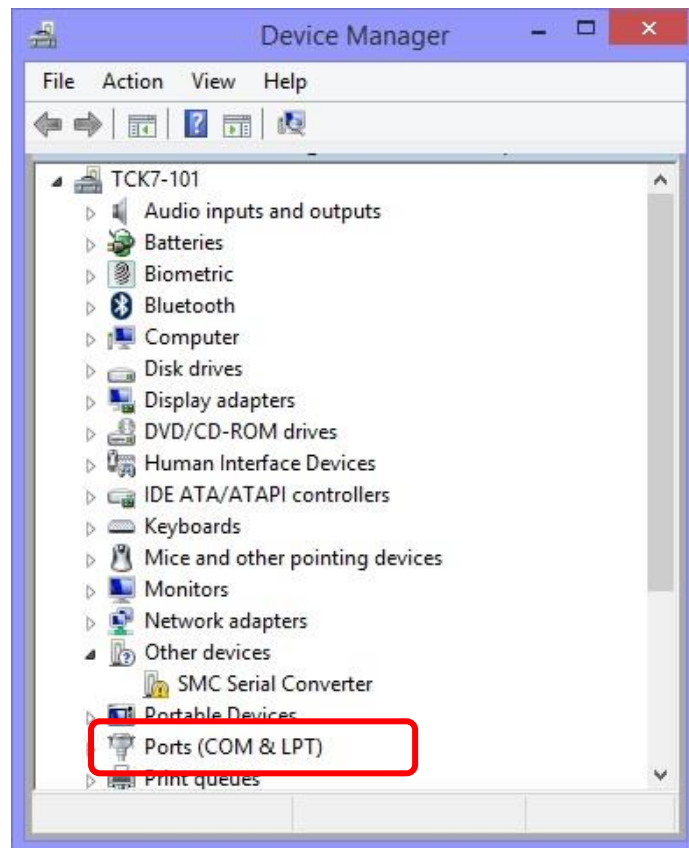 Device Manager
File Action View Help
TCK7-101
Audio inputs and outputs
Batteries
Biometric
Bluetooth
Computer
Disk drives
Display adapters
DVD/CD-ROM drives
Human Interface Devices
IDE ATA/ATAPI controllers
Keyboards
Mice and other pointing devices
Monitors
Network adapters
Other devices
SMC Serial Converter
Portable Devices
Ports (COM & LPT)
Print queues